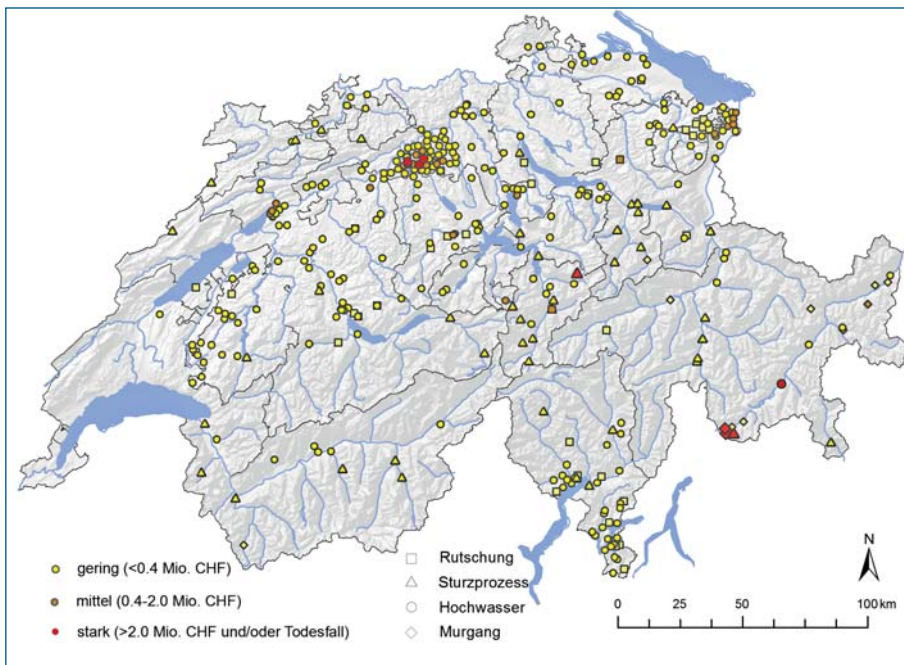 gering (<0.4 Mio. CHF)
mittel (0.4-2.0 Mio. CHF)
stark (>2.0 Mio. CHF und/oder Todesfall)
Rutschung
Sturzprozess
Hochwasser
Murgang
N
0 25 50 100 km